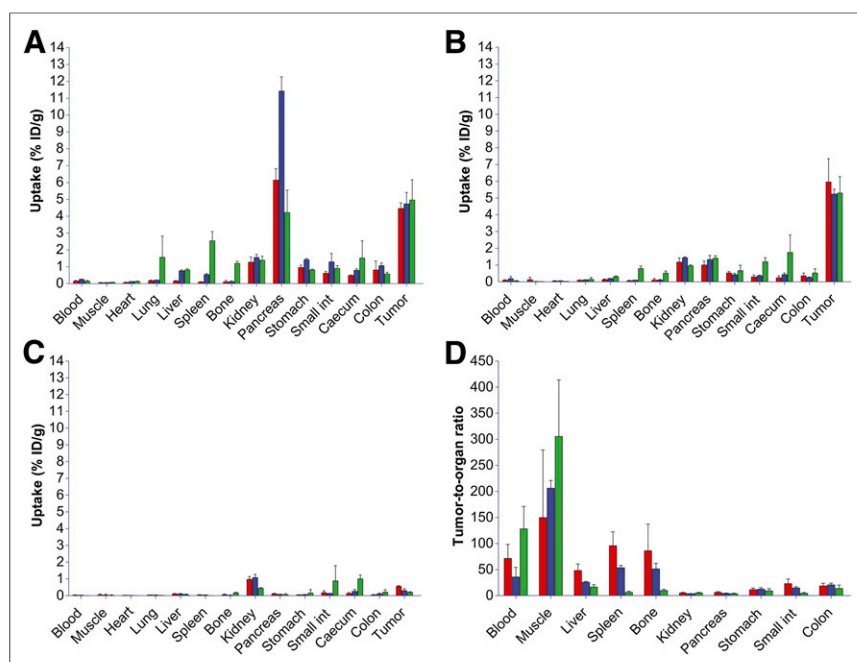 A
Uptake (% ID/g)
14
13
12
11
10
9
8
7
6
5
4
3
2
1
0
Blood
Muscle
Heart
Lung
Liver
Spleen
Bone
Kidney
Pancreas
Stomach
Small int
Caecum
Colon
Tumor
B
Uptake (% ID/g)
14
13
12
11
10
9
8
7
6
5
4
3
2
1
0
Blood
Muscle
Heart
Lung
Liver
Spleen
Bone
Kidney
Pancreas
Stomach
Small int
Caecum
Colon
Tumor
C
Uptake (% ID/g)
14
13
12
11
10
9
8
7
6
5
4
3
2
1
0
Blood
Muscle
Heart
Lung
Liver
Spleen
Bone
Kidney
Pancreas
Stomach
Small int
Caecum
Colon
Tumor
D
Tumor-to-organ ratio
450
400
350
300
250
200
150
100
50
0
Blood
Muscle
Liver
Spleen
Bone
Kidney
Pancreas
Stomach
Small int
Colon